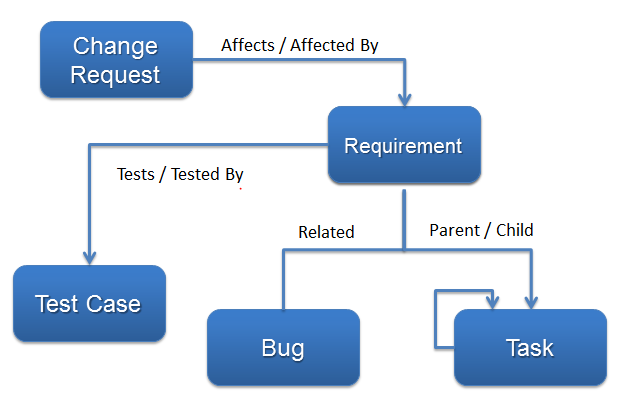 Change
Request
Affects / Affected By
Requirement
Tests / Tested By
Related
Parent / Child
Test Case
Bug
Task